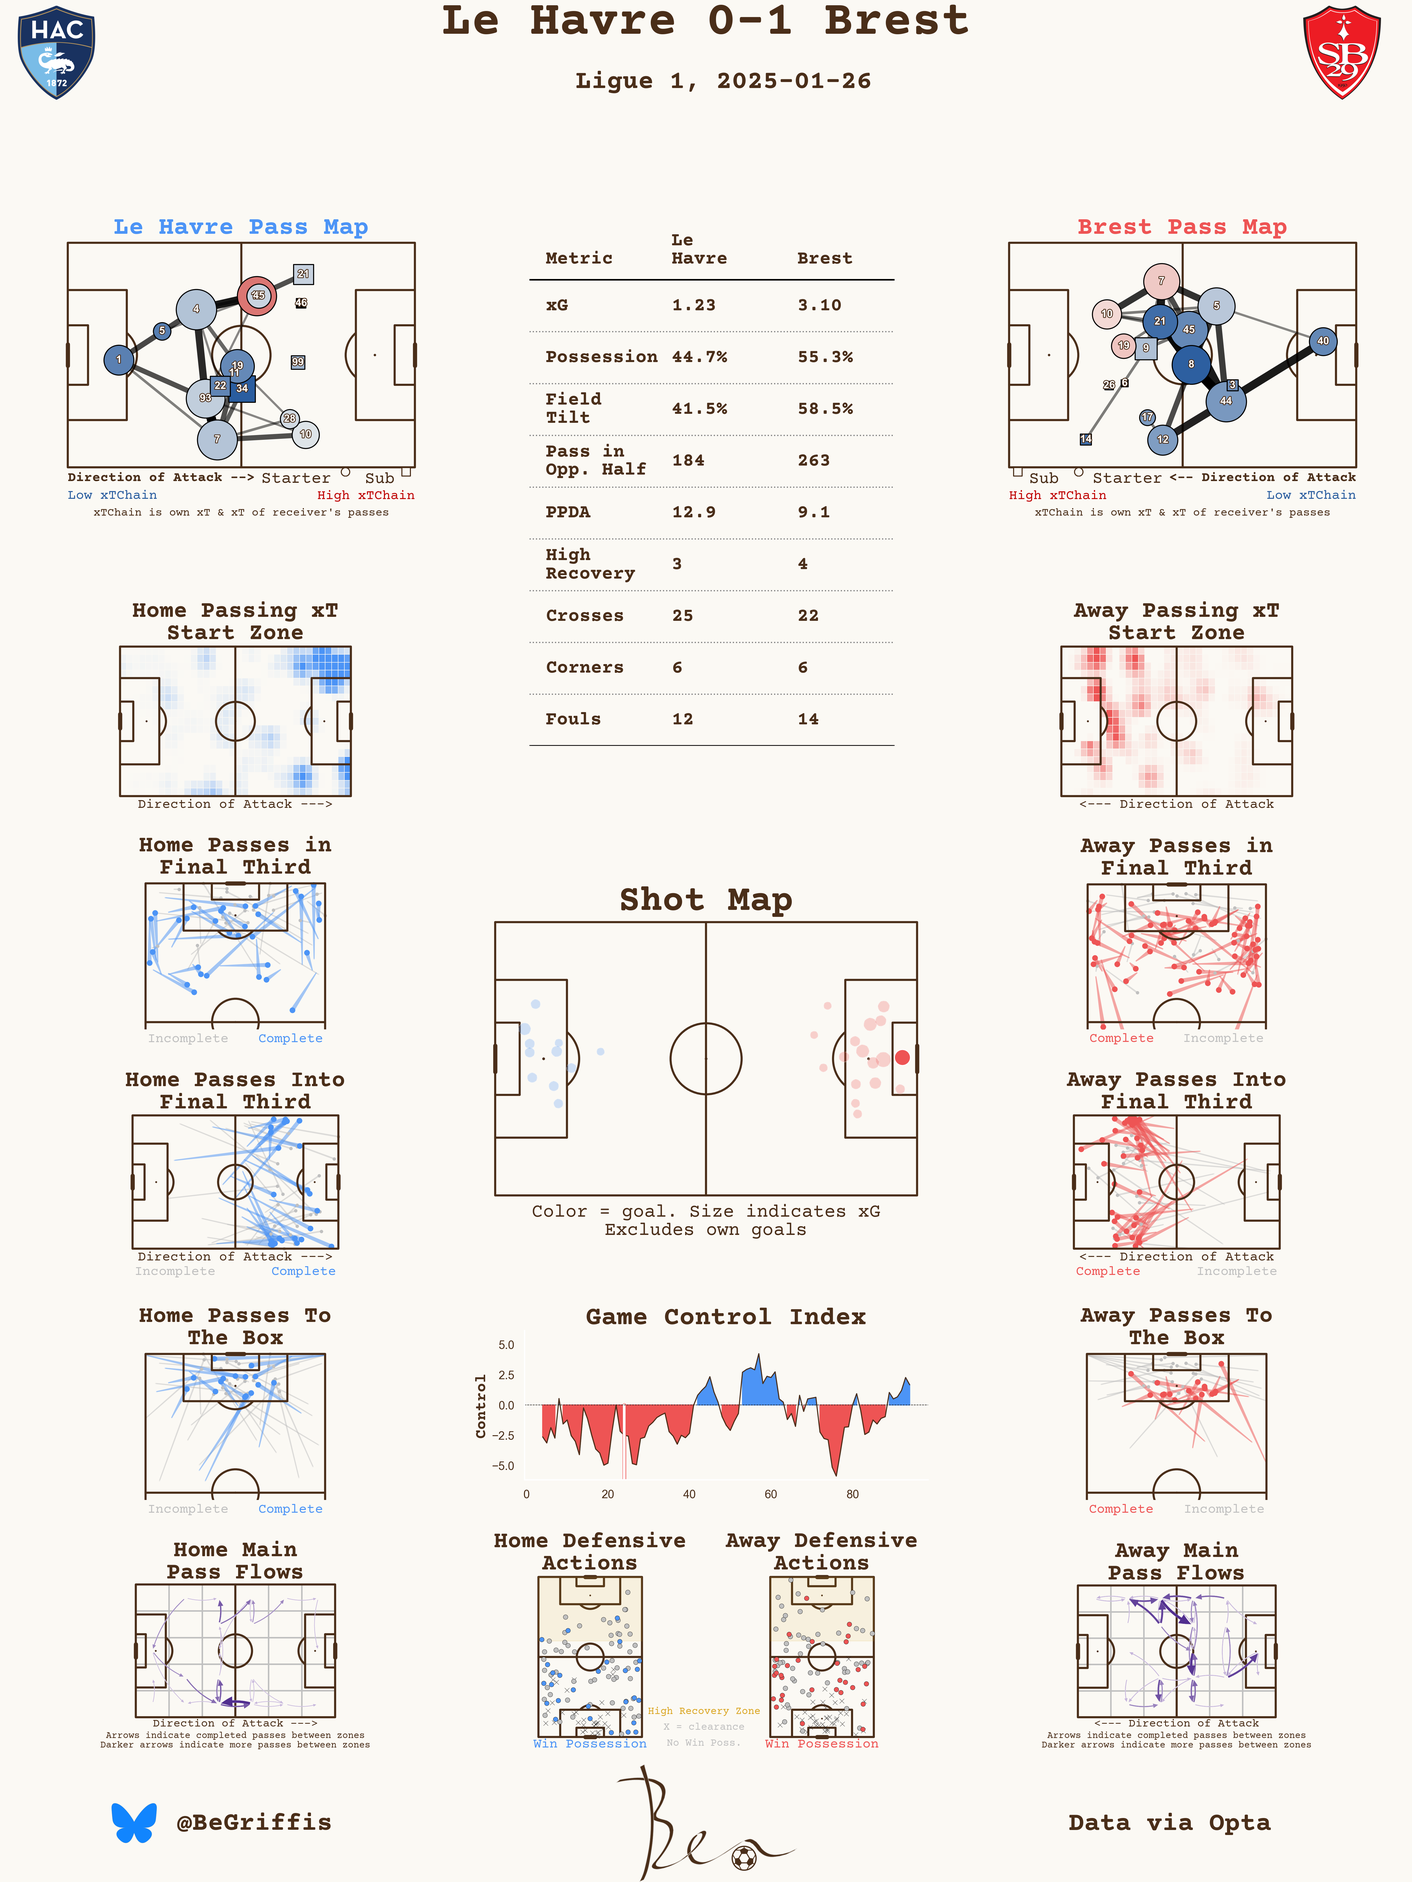 Le Havre 0-1 Brest
Ligue 1, 2025-01-26
HAC
1872
SB
29
Le Havre Pass Map
21
45
46
4
5
1
99
19
11
22
34
93
28
10
7
Direction of Attack --> Starter Sub
Low xTChain High xTChain
xTChain is own xT & xT of receiver's passes
Metric Le Havre Brest
xG 1.23 3.10
Possession 44.7% 55.3%
Field Tilt 41.5% 58.5%
Pass in Opp. Half 184 263
PPDA 12.9 9.1
High Recovery 3 4
Crosses 25 22
Corners 6 6
Fouls 12 14
Brest Pass Map
7
5
10
21
45
40
19
9
8
26
6
3
44
17
14
12
Sub Starter <-- Direction of Attack
High xTChain Low xTChain
xTChain is own xT & xT of receiver's passes
Home Passing xT
Start Zone
Direction of Attack --->
Away Passing xT
Start Zone
<--- Direction of Attack
Home Passes in
Final Third
Incomplete Complete
Away Passes in
Final Third
Complete Incomplete
Shot Map
Color = goal. Size indicates xG
Excludes own goals
Home Passes Into
Final Third
Direction of Attack --->
Incomplete Complete
Away Passes Into
Final Third
<--- Direction of Attack
Complete Incomplete
Home Passes To
The Box
Incomplete Complete
Game Control Index
Control
5.0
2.5
0.0
−2.5
−5.0
0 20 40 60 80
Away Passes To
The Box
Complete Incomplete
Home Main
Pass Flows
Direction of Attack --->
Arrows indicate completed passes between zones
Darker arrows indicate more passes between zones
Home Defensive
Actions
Win Possession
Away Defensive
Actions
Win Possession
High Recovery Zone
X = clearance
No Win Poss.
Away Main
Pass Flows
<--- Direction of Attack
Arrows indicate completed passes between zones
Darker arrows indicate more passes between zones
@BeGriffis
Ben
Data via Opta